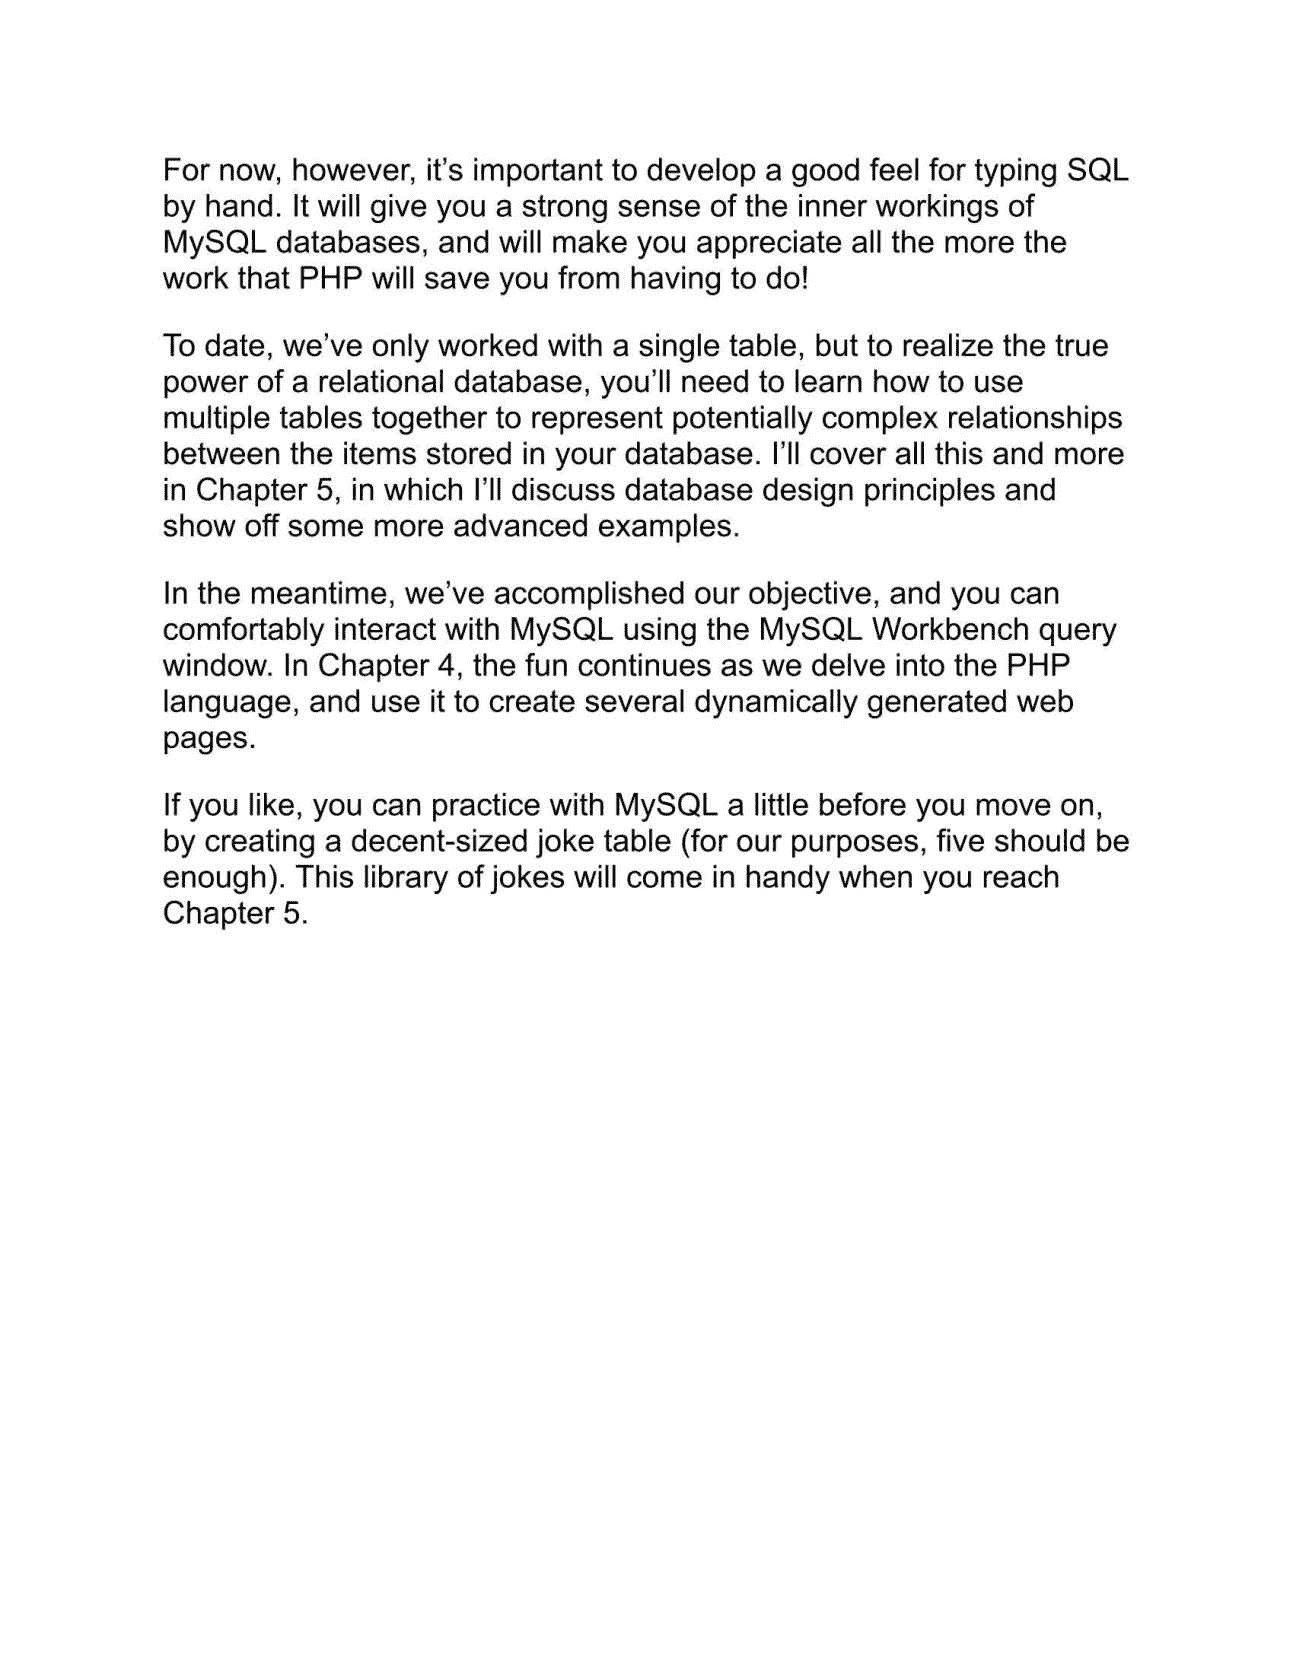 For now, however, it’s important to develop a good feel for typing SQL
by hand. It will give you a strong sense of the inner workings of
MySQL databases, and will make you appreciate all the more the
work that PHP will save you from having to do!
To date, we’ve only worked with a single table, but to realize the true
power of a relational database, you’ll need to learn how to use
multiple tables together to represent potentially complex relationships
between the items stored in your database. I’ll cover all this and more
in Chapter 5, in which I’ll discuss database design principles and
show off some more advanced examples.
In the meantime, we’ve accomplished our objective, and you can
comfortably interact with MySQL using the MySQL Workbench query
window. In Chapter 4, the fun continues as we delve into the PHP
language, and use it to create several dynamically generated web
pages.
If you like, you can practice with MySQL a little before you move on,
by creating a decent-sized joke table (for our purposes, five should be
enough). This library of jokes will come in handy when you reach
Chapter 5.